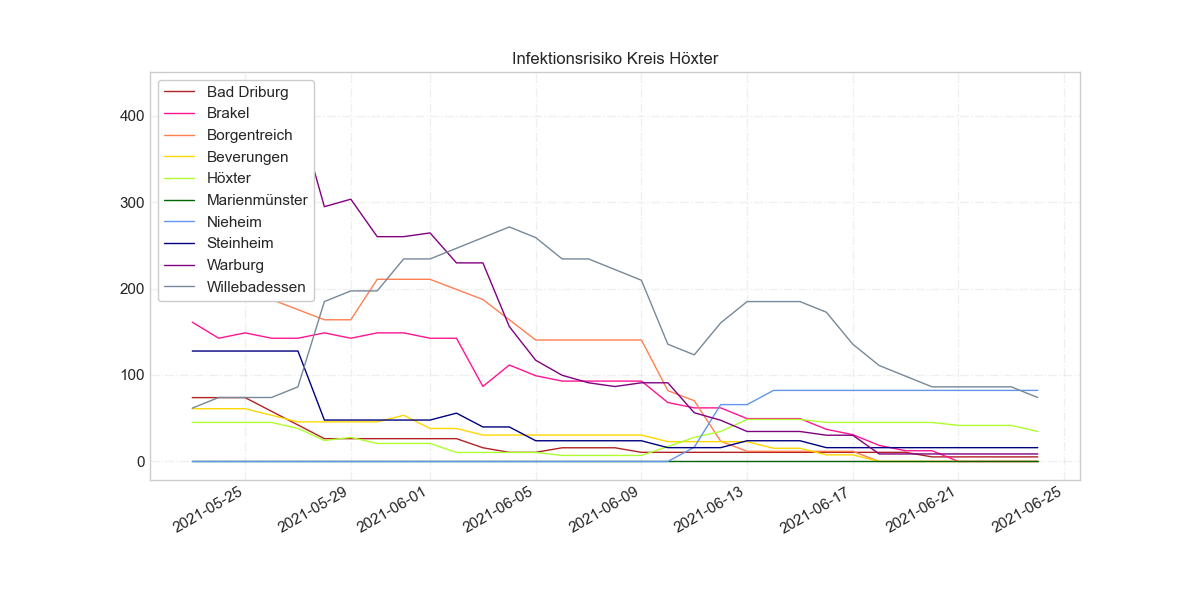 Infektionsrisiko Kreis Höxter
Bad Driburg
Brakel
Borgentreich
Beverungen
Höxter
Marienmünster
Nieheim
Steinheim
Warburg
Willebadessen
400
300
200
100
0
2021-05-25
2021-05-29
2021-06-01
2021-06-05
2021-06-09
2021-06-13
2021-06-17
2021-06-21
2021-06-25